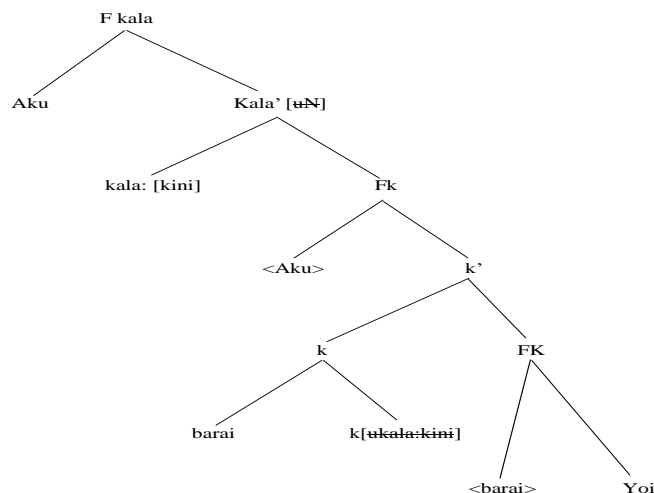 F kala
Aku
Kala’ [uN]
kala: [kini]
Fk
<Aku>
k’
k
FK
barai
k[ukala:kini]
<barai>
Yoi